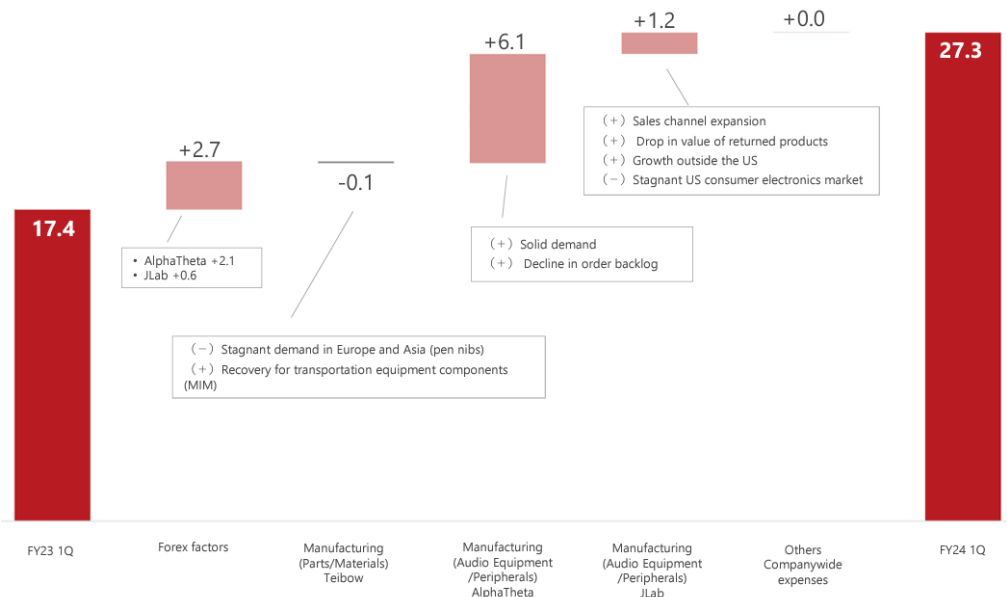 +2.7
-0.1
+6.1
+1.2
+0.0
17.4
27.3
• AlphaTheta +2.1
• JLab +0.6
(－) Stagnant demand in Europe and Asia (pen nibs)
(＋) Recovery for transportation equipment components
(MIM)
(＋) Solid demand
(＋) Decline in order backlog
(＋) Sales channel expansion
(＋) Drop in value of returned products
(＋) Growth outside the US
(－) Stagnant US consumer electronics market
FY23 1Q
Forex factors
Manufacturing
(Parts/Materials)
Teibow
Manufacturing
(Audio Equipment
/Peripherals)
AlphaTheta
Manufacturing
(Audio Equipment
/Peripherals)
JLab
Others
Companywide
expenses
FY24 1Q